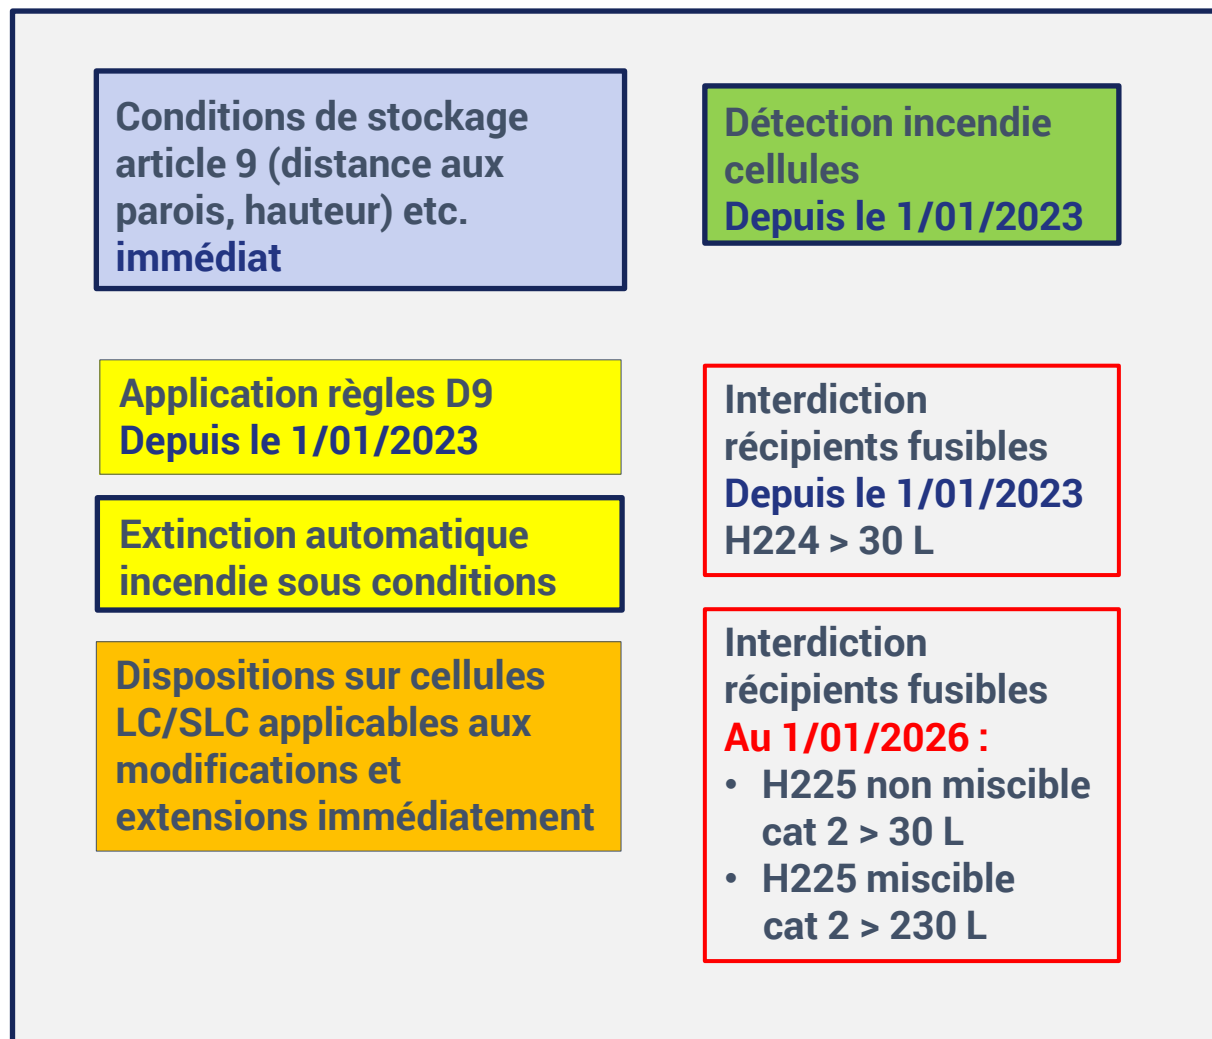 Conditions de stockage
article 9 (distance aux
parois, hauteur) etc.
immédiat
Détection incendie
cellules
Depuis le 1/01/2023
Application règles D9
Depuis le 1/01/2023
Extinction automatique
incendie sous conditions
Dispositions sur cellules
LC/SLC applicables aux
modifications et
extensions immédiatement
Interdiction
récipients fusibles
Depuis le 1/01/2023
H224 > 30 L
Interdiction
récipients fusibles
Au 1/01/2026 :
• H225 non miscible
cat 2 > 30 L
• H225 miscible
cat 2 > 230 L